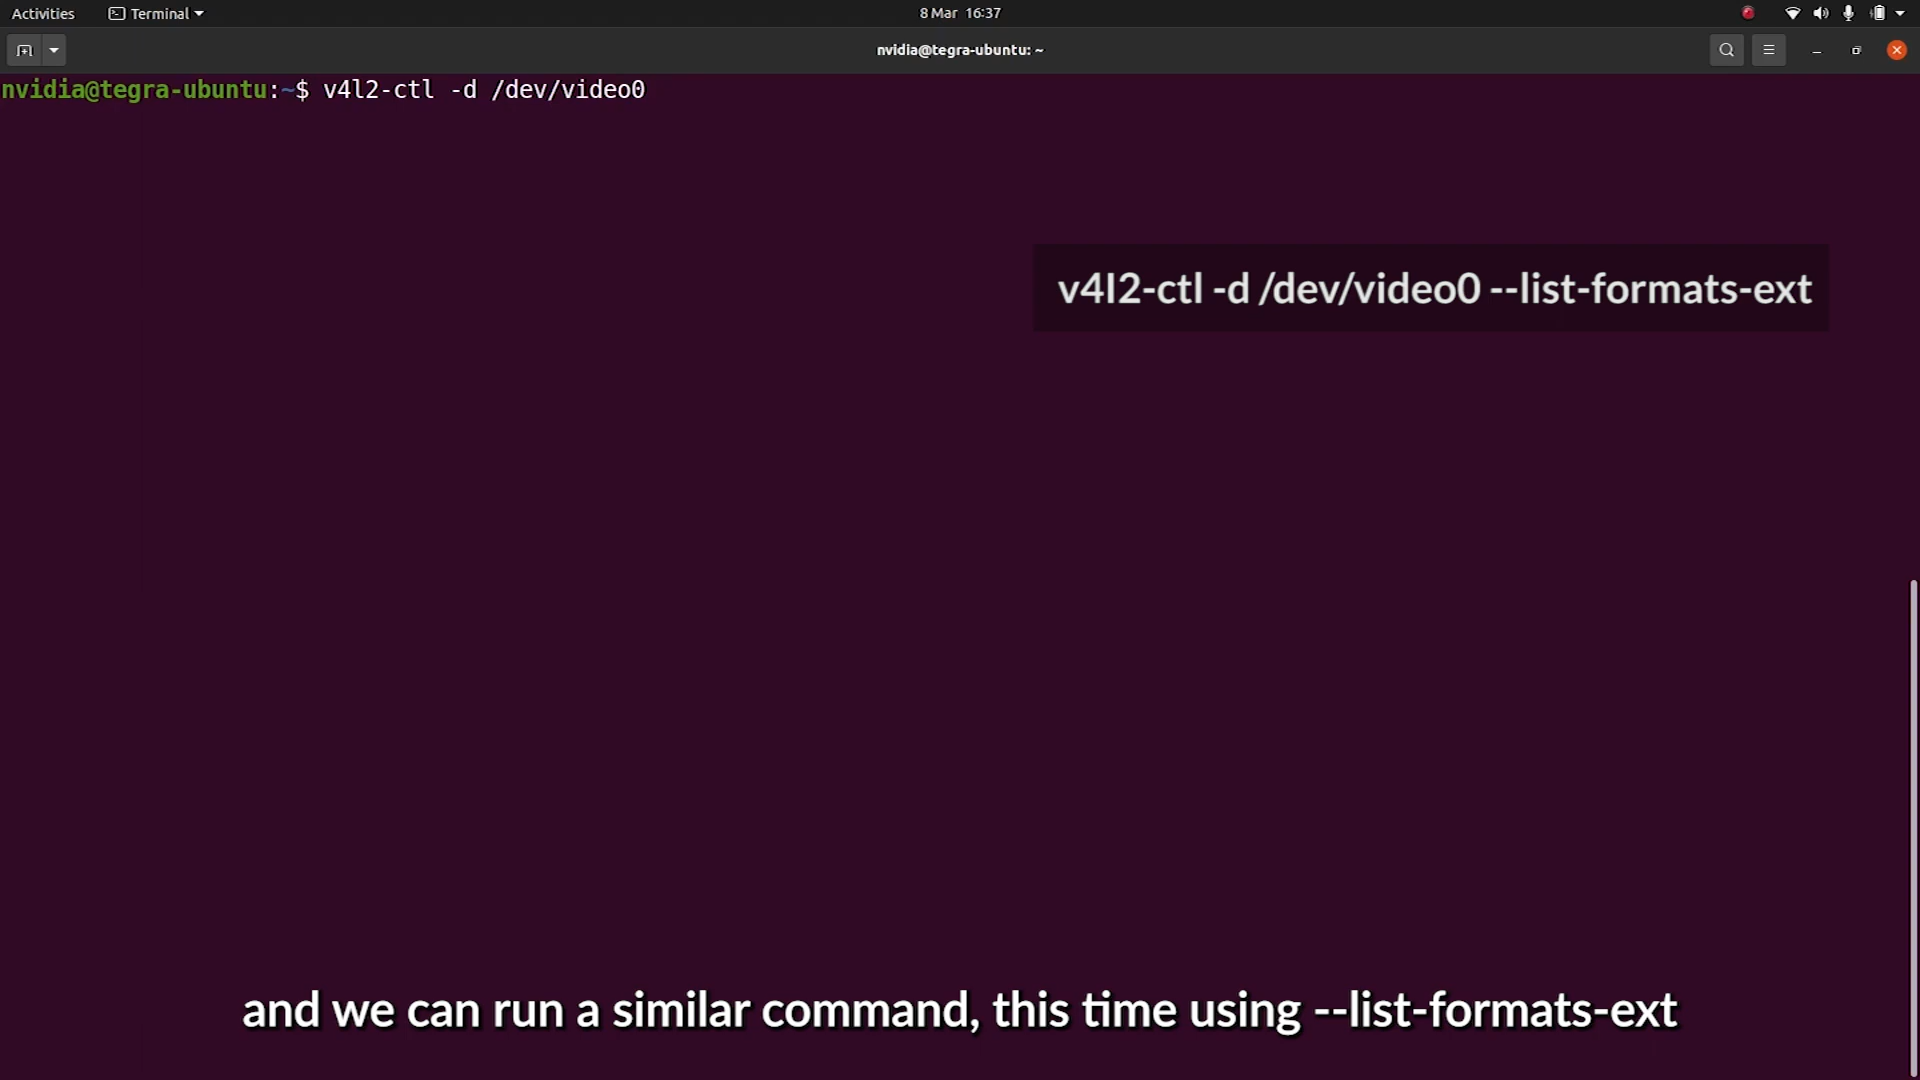 Activities
Terminal
8 Mar 16:37
nvidia@tegra-ubuntu: ~
nvidia@tegra-ubuntu:~$ v4l2-ctl -d /dev/video0
v4l2-ctl -d /dev/video0 --list-formats-ext
and we can run a similar command, this time using --list-formats-ext